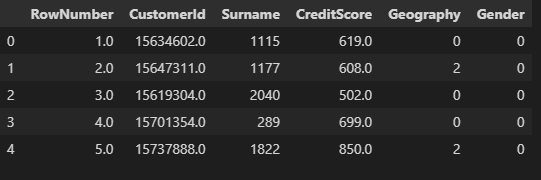 RowNumber CustomerId Surname CreditScore Geography Gender
0 1.0 15634602.0 1115 619.0 0 0
1 2.0 15647311.0 1177 608.0 2 0
2 3.0 15619304.0 2040 502.0 0 0
3 4.0 15701354.0 289 699.0 0 0
4 5.0 15737888.0 1822 850.0 2 0